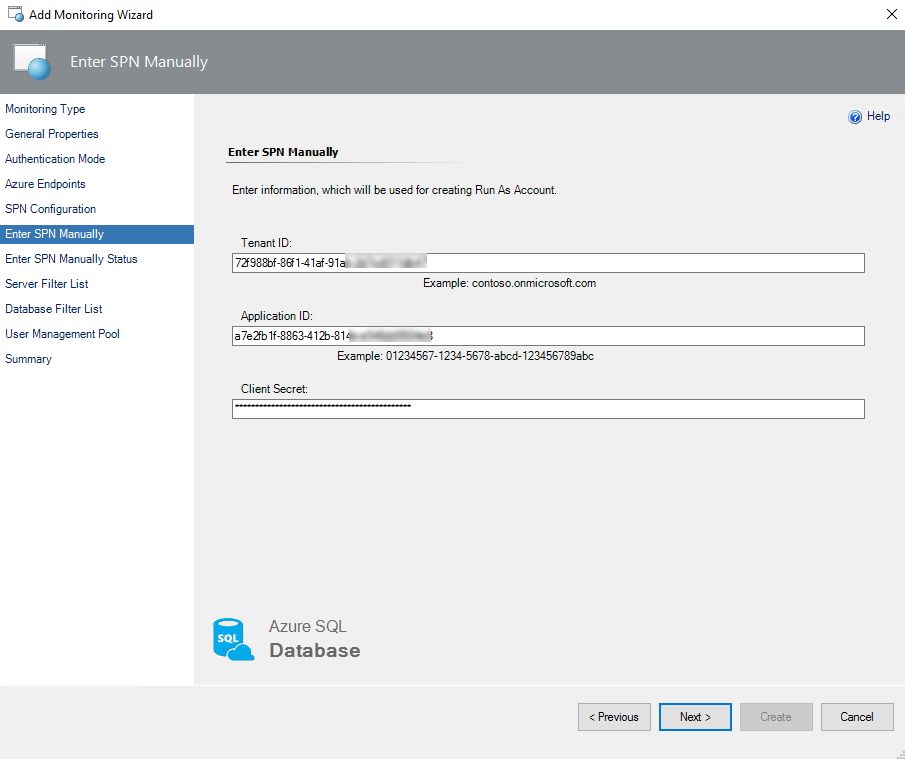 Add Monitoring Wizard
Enter SPN Manually
Monitoring Type
General Properties
Authentication Mode
Azure Endpoints
SPN Configuration
Enter SPN Manually
Enter SPN Manually Status
Server Filter List
Database Filter List
User Management Pool
Summary
Help
Enter SPN Manually
Enter information, which will be used for creating Run As Account.
Tenant ID:
72f988bf-86f1-41af-91a
Example: contoso.onmicrosoft.com
Application ID:
a7e2fb1f-8863-412b-814
Example: 01234567-1234-5678-abcd-123456789abc
Client Secret:
SQL
Azure SQL
Database
< Previous
Next >
Create
Cancel